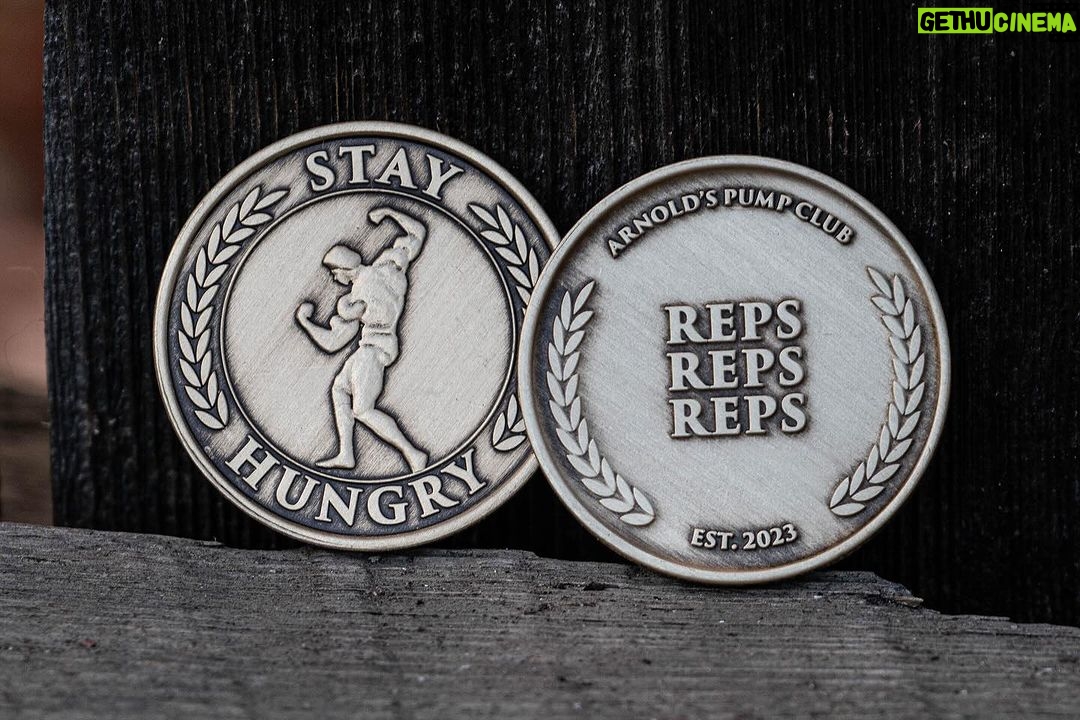 GETHUCINEMA
STAY
HUNGRY
ARNOLD'S PUMP CLUB
REPS
REPS
REPS
EST. 2023